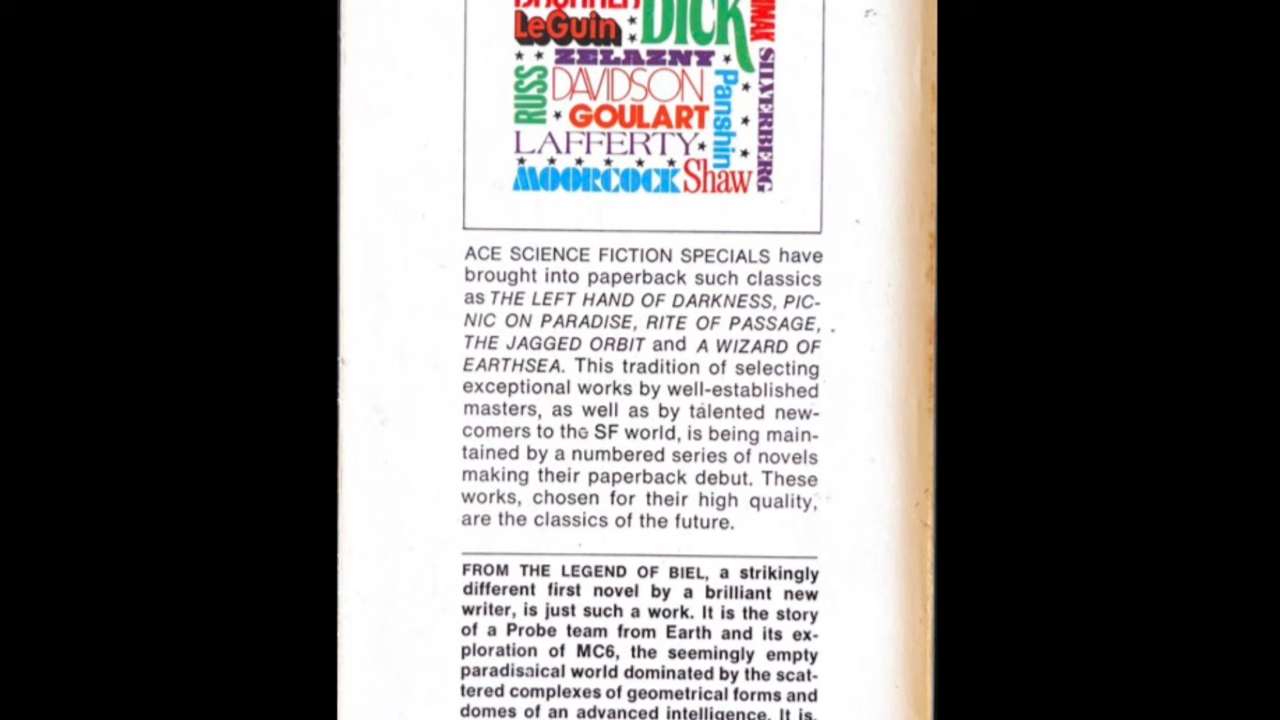 BRUNNER
LeGuin
DICK
ZELAZNY
RUSS
DAVIDSON
GOULART
Panshin
SILVERBERG
LAFFERTY
MOORCOCK
Shaw
ACE SCIENCE FICTION SPECIALS have
brought into paperback such classics
as THE LEFT HAND OF DARKNESS, PIC-
NIC ON PARADISE, RITE OF PASSAGE,
THE JAGGED ORBIT and A WIZARD OF
EARTHSEA. This tradition of selecting
exceptional works by well-established
masters, as well as by talented new-
comers to the SF world, is being main-
tained by a numbered series of novels
making their paperback debut. These
works, chosen for their high quality,
are the classics of the future.
FROM THE LEGEND OF BIEL, a strikingly
different first novel by a brilliant new
writer, is just such a work. It is the story
of a Probe team from Earth and its ex-
ploration of MC6, the seemingly empty
paradisaical world dominated by the scat-
tered complexes of geometrical forms and
domes of an advanced intelligence. It is,